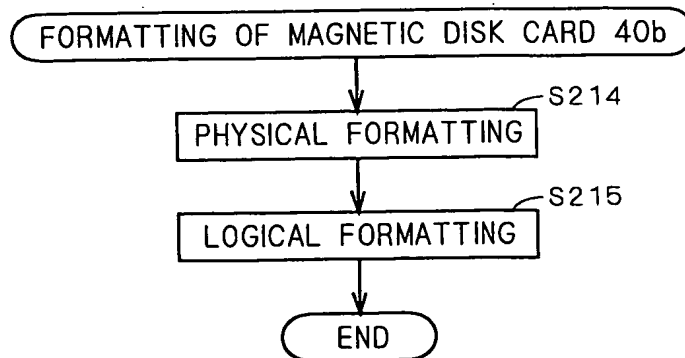 FORMATTING OF MAGNETIC DISK CARD 40b
S214
PHYSICAL FORMATTING
S215
LOGICAL FORMATTING
END